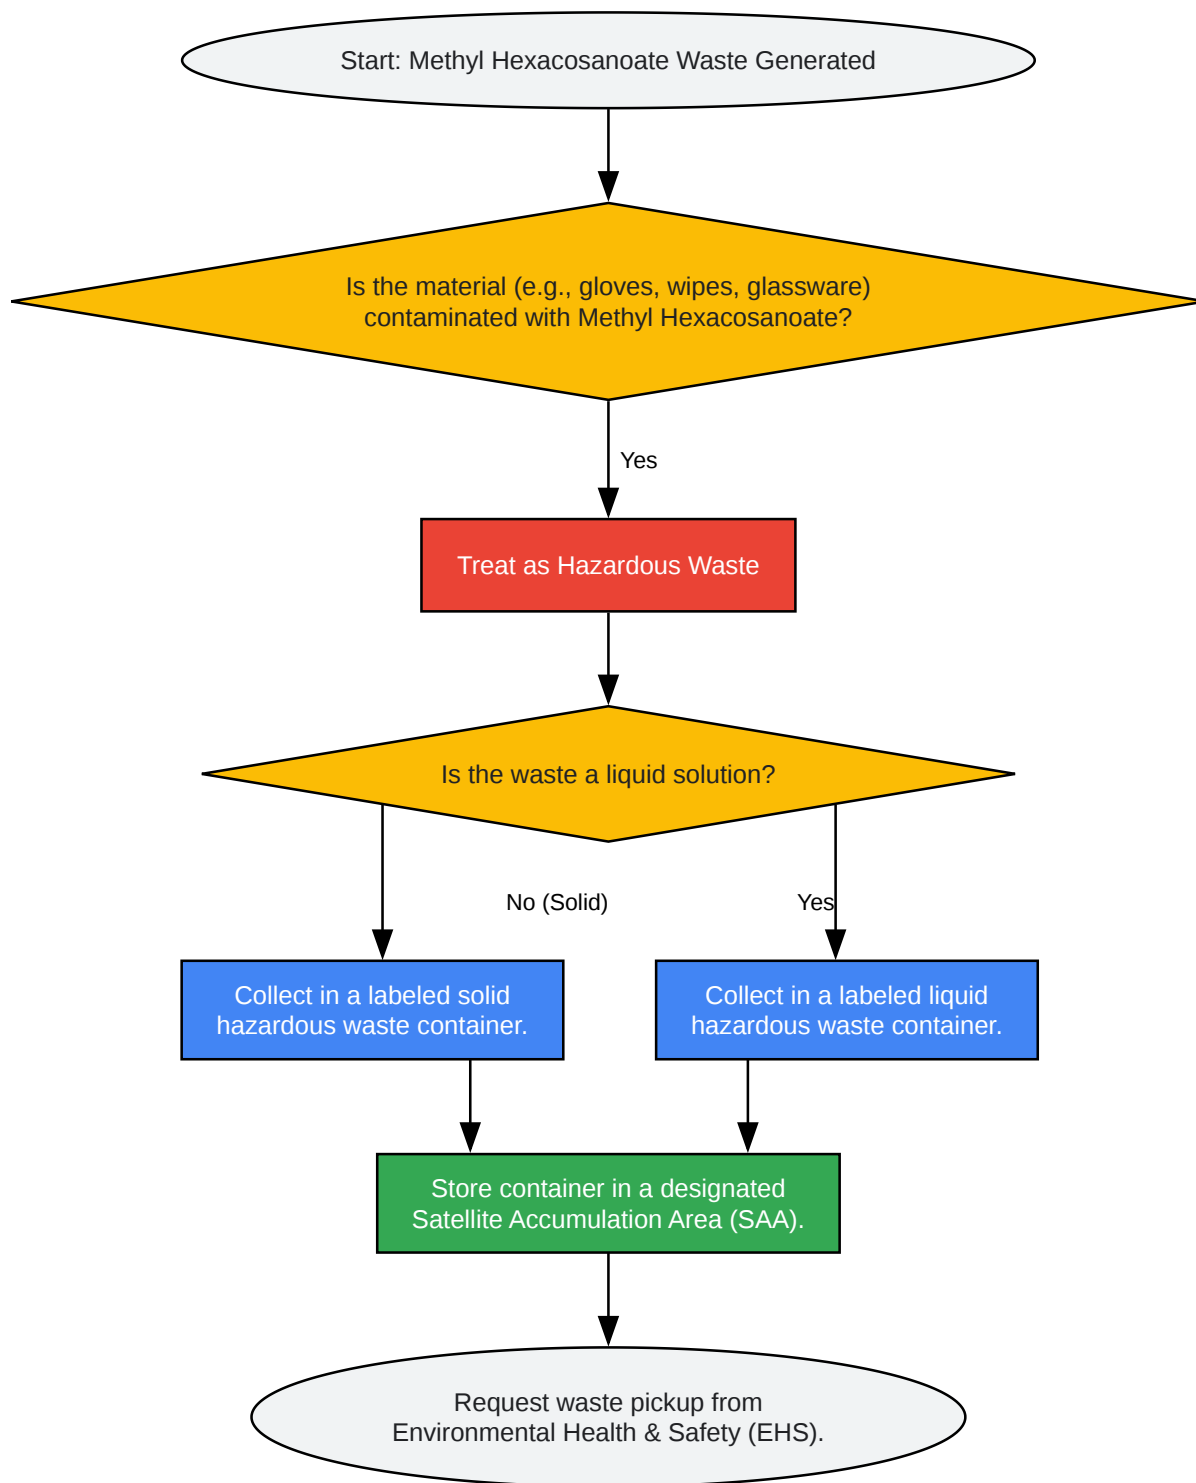 Start: Methyl Hexacosanoate Waste Generated
Is the material (e.g., gloves, wipes, glassware)
contaminated with Methyl Hexacosanoate?
Yes
Treat as Hazardous Waste
Is the waste a liquid solution?
No (Solid)
Yes
Collect in a labeled solid
hazardous waste container.
Collect in a labeled liquid
hazardous waste container.
Store container in a designated
Satellite Accumulation Area (SAA).
Request waste pickup from
Environmental Health & Safety (EHS).